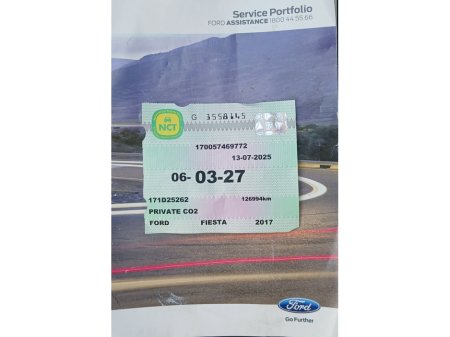 Service Portfolio
FORD ASSISTANCE 1800 44 55 66
G 3558145
NCT
170057469772
13-07-2025
06- 03-27
171D25262 126994km
PRIVATE CO2
FORD FIESTA 2017
Ford
Go Further